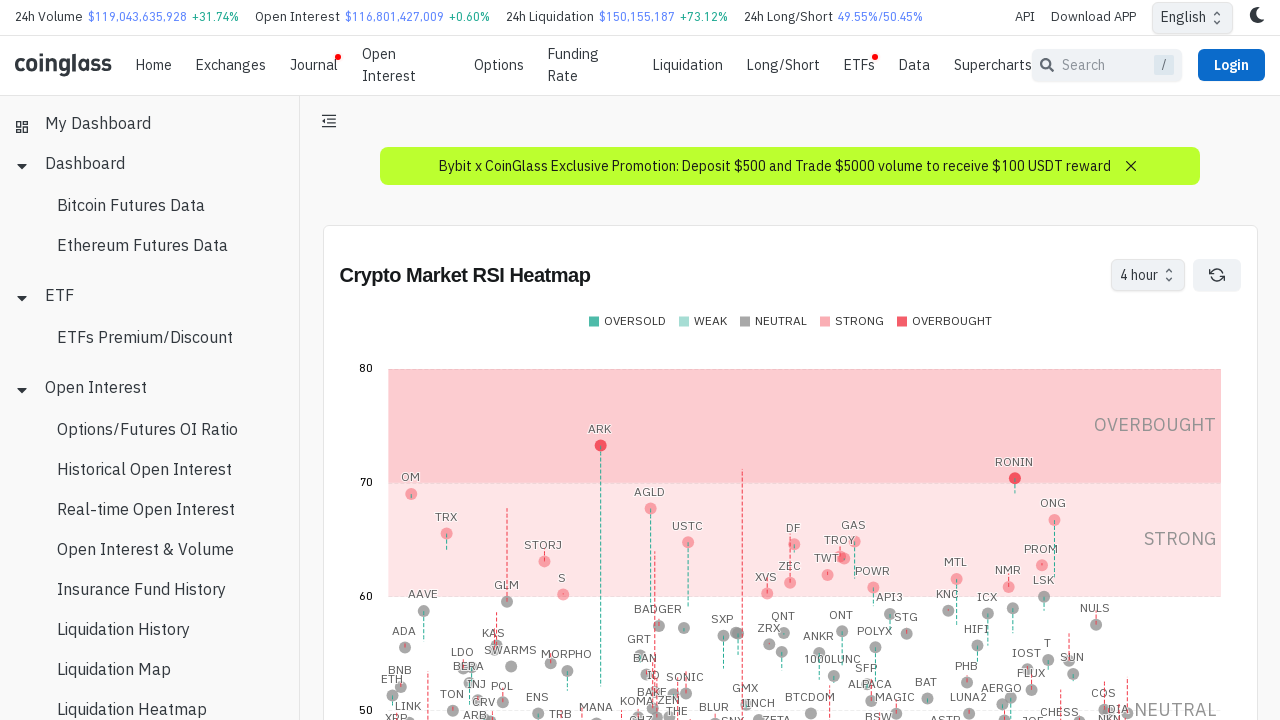 24h Volume $119,043,635,928 +31.74% Open Interest $116,801,427,009 +0.60% 24h Liquidation $150,155,187 +73.12% 24h Long/Short 49.55%/50.45% API Download APP English
coinglass Home Exchanges Journal Open Interest Options Funding Rate Liquidation Long/Short ETFs Data Supercharts Search / Login
My Dashboard
Dashboard
Bitcoin Futures Data
Ethereum Futures Data
ETF
ETFs Premium/Discount
Open Interest
Options/Futures OI Ratio
Historical Open Interest
Real-time Open Interest
Open Interest & Volume
Insurance Fund History
Liquidation History
Liquidation Map
Liquidation Heatmap
Bybit x CoinGlass Exclusive Promotion: Deposit $500 and Trade $5000 volume to receive $100 USDT reward
Crypto Market RSI Heatmap 4 hour
OVERSOLD WEAK NEUTRAL STRONG OVERBOUGHT
80
OVERBOUGHT
ARK
RONIN
OM
70
AGLD
ONG
TRX
USTC
DF
GAS
STRONG
TROY
STORJ
PROM
TWT
MTL
ZEC
NMR
POWR
S
XVS
LSK
GLM
60
AAVE
KNC
ICX
API3
BADGER
NULS
SXP
QNT
ONT
STG
ZRX
HIFI
ADA
KAS
POLYX
ANKR
GRT
T
LDO
SWARMS
MORPHO
IOST
BAN
1000LUNC
SUN
BNB
BERA
PHB
SFP
ETH
IQ
SONIC
FLUX
INJ
POL
ALPACA
BAT
GMX
AERGO
TON
ENS
BAKE
BTCDOM
MAGIC
LUNA2
COS
CRV
KOMA
ZEN
1INCH
LINK
MANA
BLUR
THE
CHESS
NEUTRAL
50
TRB
ARB
BSW